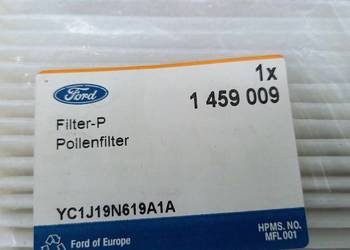 1x
Ford
1 459 009
Filter-P
Pollenfilter
YC1J19N619A1A
HPMS. NO.
MFL001
Ford of Europe